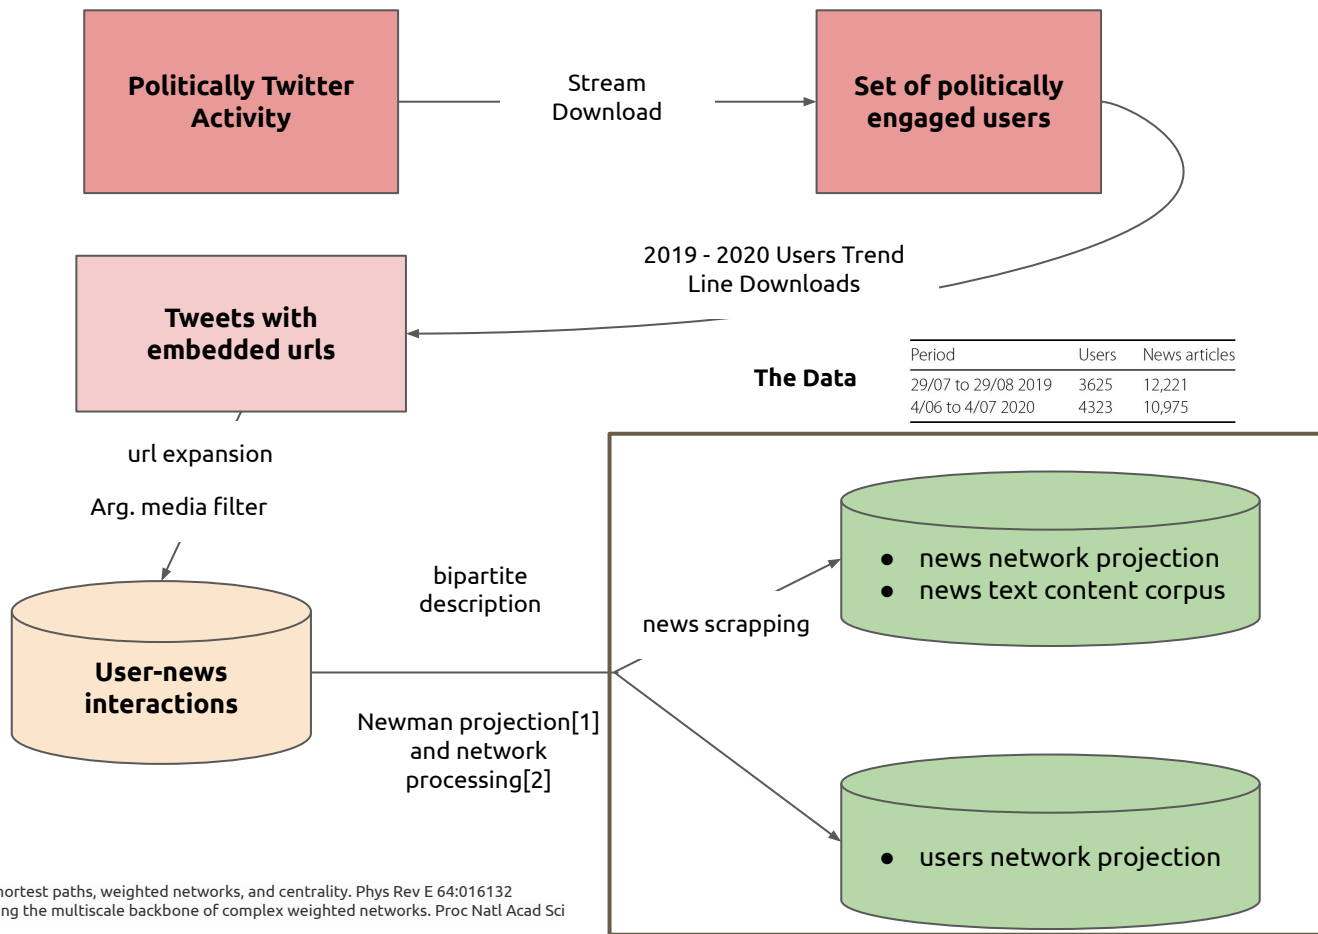 Politically Twitter
Activity
Stream
Download
Set of politically
engaged users
2019 - 2020 Users Trend
Line Downloads
Tweets with
embedded urls
The Data
Period Users News articles
29/07 to 29/08 2019 3625 12,221
4/06 to 4/07 2020 4323 10,975
url expansion
Arg. media filter
bipartite
description
● news network projection
● news text content corpus
news scrapping
User-news
interactions
Newman projection[1]
and network
processing[2]
● users network projection
paths, weighted networks, and centrality. Phys Rev E 64:016132
the multiscale backbone of complex weighted networks. Proc Natl Acad Sci